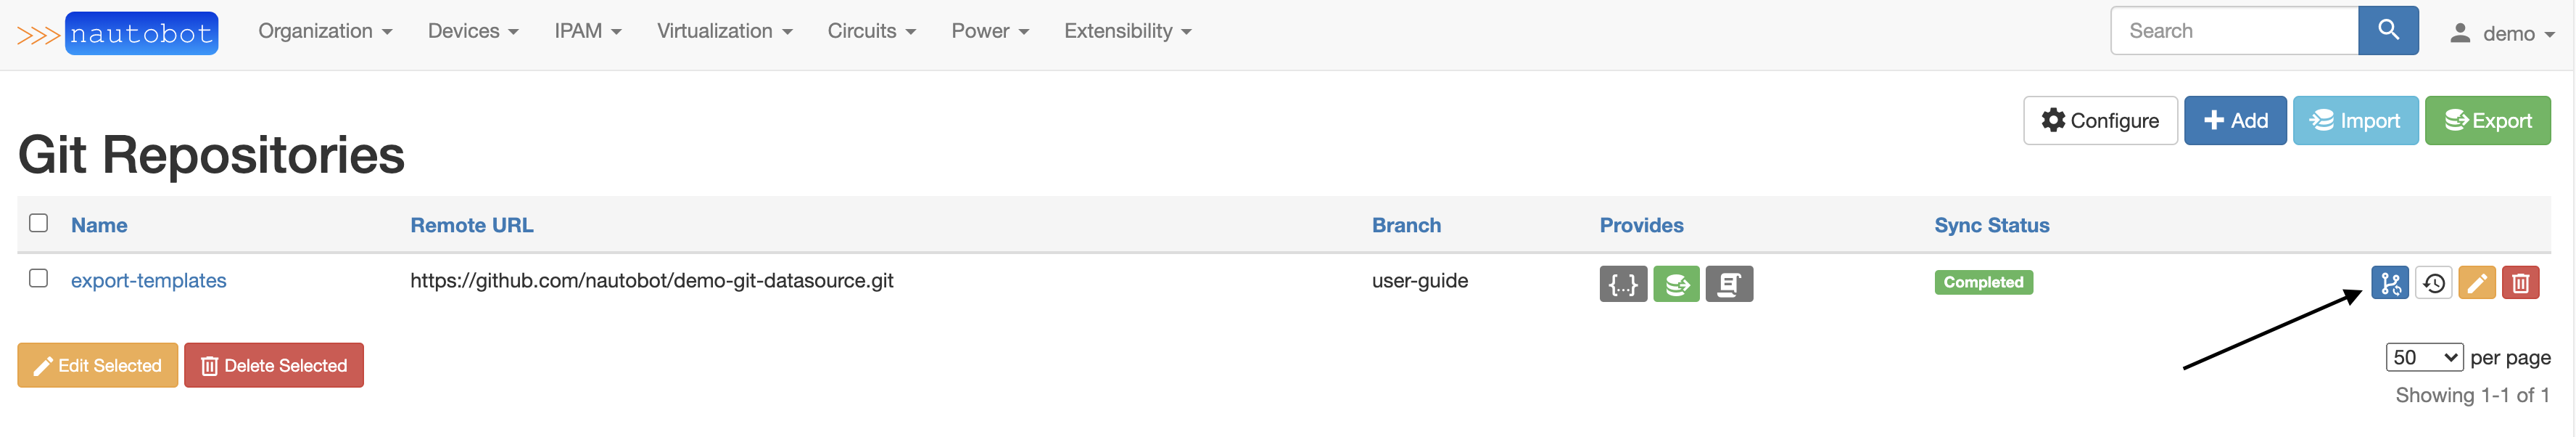 nautobot Organization Devices IPAM Virtualization Circuits Power Extensibility Search demo
Configure Add Import Export
Git Repositories
Name Remote URL Branch Provides Sync Status
export-templates https://github.com/nautobot/demo-git-datasource.git user-guide {...} Completed
Edit Selected Delete Selected 50 per page
Showing 1-1 of 1